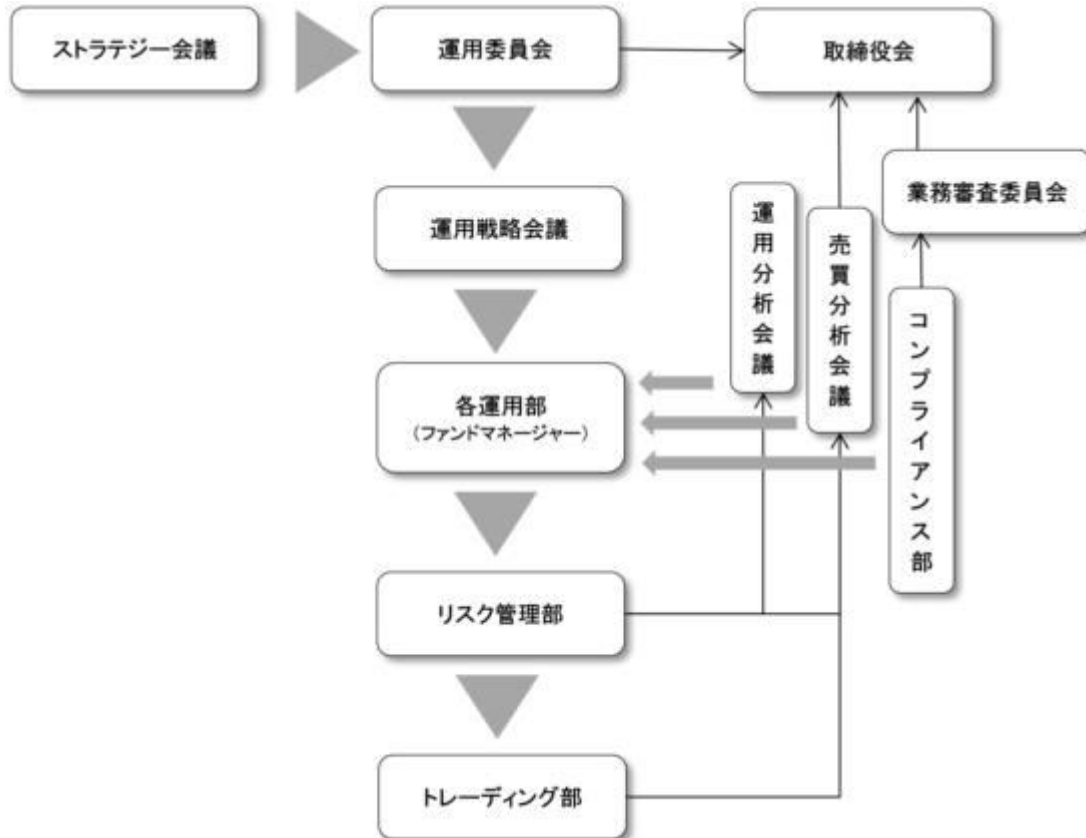 ストラテジー会議
運用委員会
取締役会
業務審査委員会
運用戦略会議
運用分析会議
売買分析会議
コンプライアンス部
各運用部
(ファンドマネージャー)
リスク管理部
トレーディング部